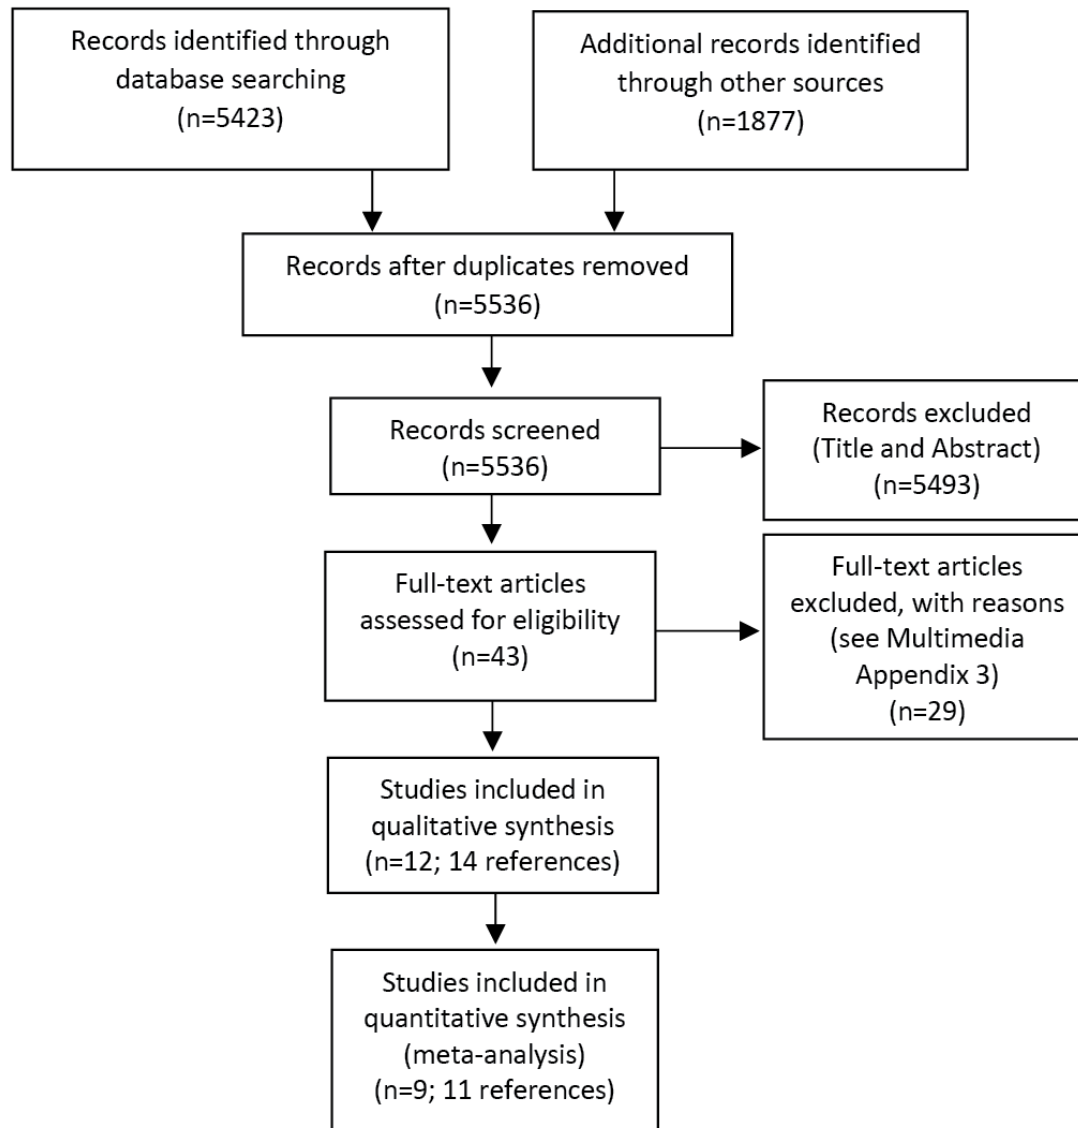 Records identified through
database searching
(n=5423)
Additional records identified
through other sources
(n=1877)
Records after duplicates removed
(n=5536)
Records screened
(n=5536)
Records excluded
(Title and Abstract)
(n=5493)
Full-text articles
assessed for eligibility
(n=43)
Full-text articles
excluded, with reasons
(see Multimedia
Appendix 3)
(n=29)
Studies included in
qualitative synthesis
(n=12; 14 references)
Studies included in
quantitative synthesis
(meta-analysis)
(n=9; 11 references)